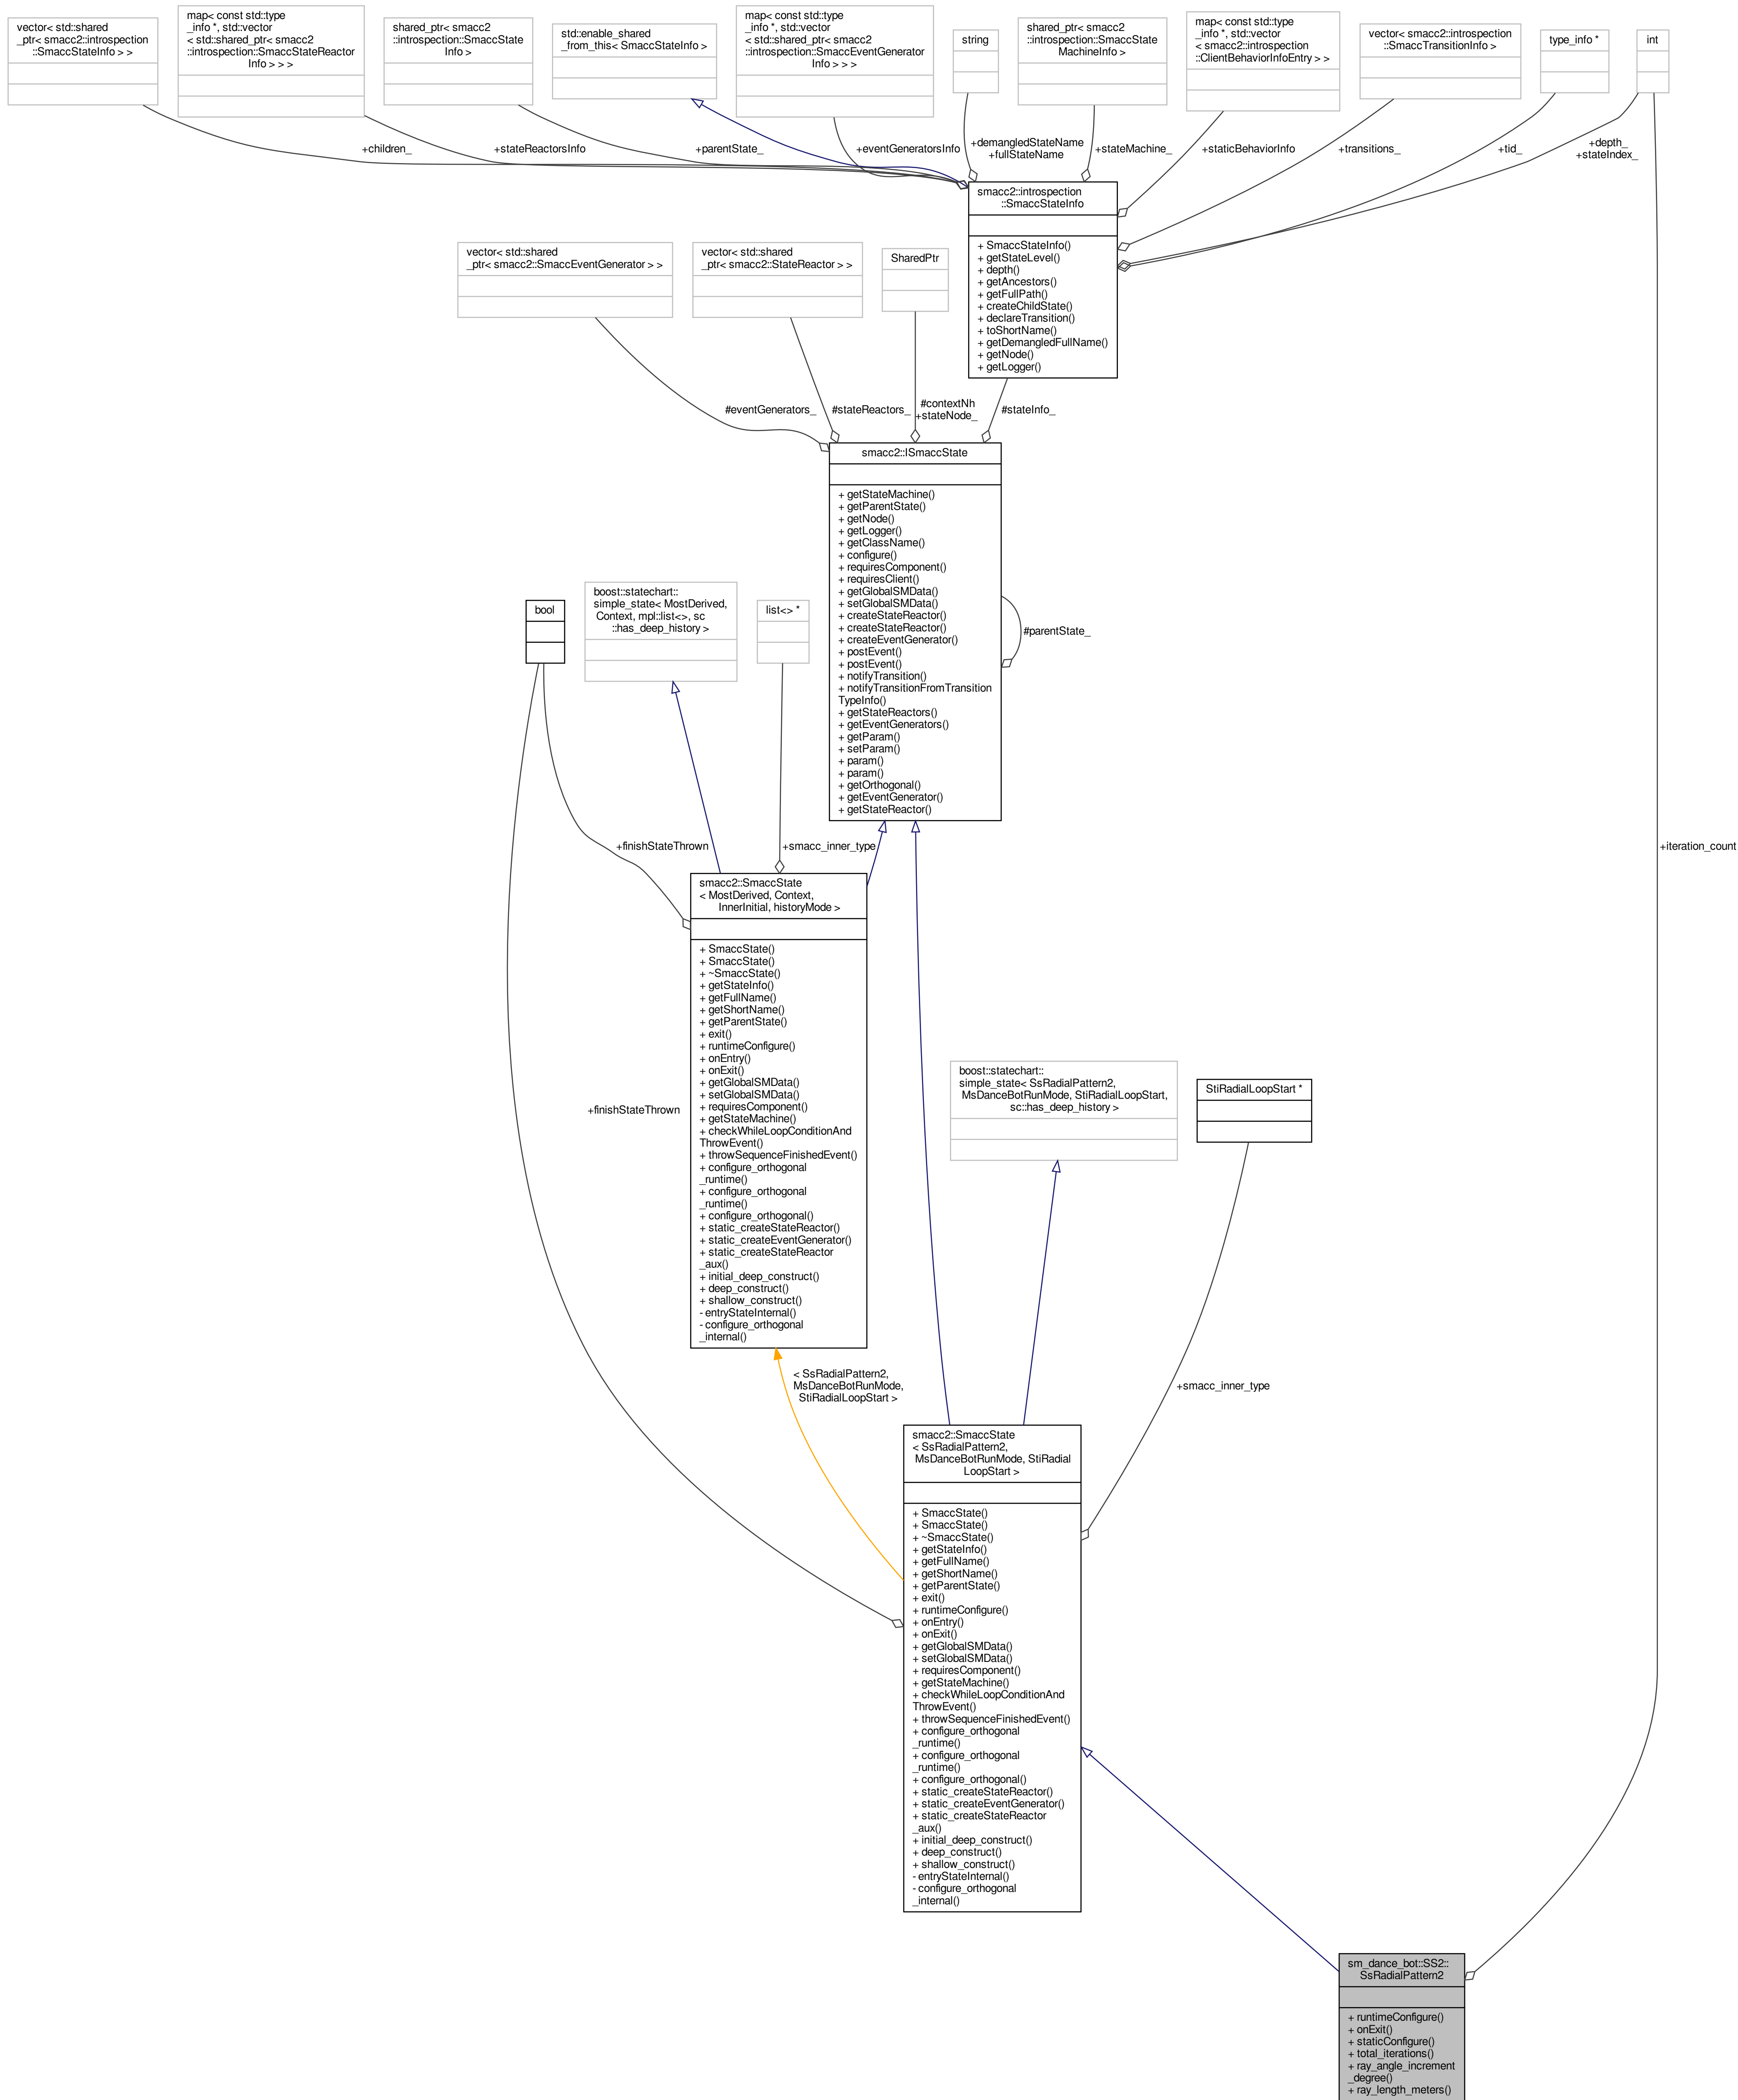 vector< std::shared
_ptr< smacc2::introspection
::SmaccStateInfo > >
map< const std::type
_info *, std::vector
< std::shared_ptr< smacc2
::introspection::SmaccStateReactor
Info > > >
shared_ptr< smacc2
::introspection::SmaccState
Info >
std::enable_shared
_from_this< SmaccStateInfo >
map< const std::type
_info *, std::vector
< std::shared_ptr< smacc2
::introspection::SmaccEventGenerator
Info > > >
string
shared_ptr< smacc2
::introspection::SmaccState
MachineInfo >
map< const std::type
_info *, std::vector
< smacc2::introspection
::ClientBehaviorInfoEntry > >
vector< smacc2::introspection
::SmaccTransitionInfo >
type_info *
int
+children_
+stateReactorsInfo
+parentState_
+eventGeneratorsInfo
+demangledStateName
+fullStateName
+stateMachine_
+staticBehaviorInfo
+transitions_
+tid_
+depth_
+stateIndex_
smacc2::introspection
::SmaccStateInfo
+ SmaccStateInfo()
+ getStateLevel()
+ depth()
+ getAncestors()
+ getFullPath()
+ createChildState()
+ declareTransition()
+ toShortName()
+ getDemangledFullName()
+ getNode()
+ getLogger()
vector< std::shared
_ptr< smacc2::SmaccEventGenerator > >
vector< std::shared
_ptr< smacc2::StateReactor > >
SharedPtr
#eventGenerators_
#stateReactors_
#contextNh
+stateNode_
#stateInfo_
smacc2::ISmaccState
+ getStateMachine()
+ getParentState()
+ getNode()
+ getLogger()
+ getClassName()
+ configure()
+ requiresComponent()
+ requiresClient()
+ getGlobalSMData()
+ setGlobalSMData()
+ createStateReactor()
+ createStateReactor()
+ createEventGenerator()
+ postEvent()
+ postEvent()
+ notifyTransition()
+ notifyTransitionFromTransition
TypeInfo()
+ getStateReactors()
+ getEventGenerators()
+ getParam()
+ setParam()
+ param()
+ param()
+ getOrthogonal()
+ getEventGenerator()
+ getStateReactor()
#parentState_
bool
boost::statechart::
simple_state< MostDerived,
Context, mpl::list<>, sc
::has_deep_history >
list<> *
+finishStateThrown
+smacc_inner_type
+iteration_count
smacc2::SmaccState
< MostDerived, Context,
InnerInitial, historyMode >
+ SmaccState()
+ SmaccState()
+ ~SmaccState()
+ getStateInfo()
+ getFullName()
+ getShortName()
+ getParentState()
+ exit()
+ runtimeConfigure()
+ onEntry()
+ onExit()
+ getGlobalSMData()
+ setGlobalSMData()
+ requiresComponent()
+ getStateMachine()
+ checkWhileLoopConditionAnd
ThrowEvent()
+ throwSequenceFinishedEvent()
+ configure_orthogonal
_runtime()
+ configure_orthogonal
_runtime()
+ configure_orthogonal()
+ static_createStateReactor()
+ static_createEventGenerator()
+ static_createStateReactor
_aux()
+ initial_deep_construct()
+ deep_construct()
+ shallow_construct()
- entryStateInternal()
- configure_orthogonal
_internal()
+finishStateThrown
boost::statechart::
simple_state< SsRadialPattern2,
MsDanceBotRunMode, StiRadialLoopStart,
sc::has_deep_history >
StiRadialLoopStart *
< SsRadialPattern2,
MsDanceBotRunMode,
StiRadialLoopStart >
+smacc_inner_type
smacc2::SmaccState
< SsRadialPattern2,
MsDanceBotRunMode, StiRadial
LoopStart >
+ SmaccState()
+ SmaccState()
+ ~SmaccState()
+ getStateInfo()
+ getFullName()
+ getShortName()
+ getParentState()
+ exit()
+ runtimeConfigure()
+ onEntry()
+ onExit()
+ getGlobalSMData()
+ setGlobalSMData()
+ requiresComponent()
+ getStateMachine()
+ checkWhileLoopConditionAnd
ThrowEvent()
+ throwSequenceFinishedEvent()
+ configure_orthogonal
_runtime()
+ configure_orthogonal
_runtime()
+ configure_orthogonal()
+ static_createStateReactor()
+ static_createEventGenerator()
+ static_createStateReactor
_aux()
+ initial_deep_construct()
+ deep_construct()
+ shallow_construct()
- entryStateInternal()
- configure_orthogonal
_internal()
sm_dance_bot::SS2::
SsRadialPattern2
+ runtimeConfigure()
+ onExit()
+ staticConfigure()
+ total_iterations()
+ ray_angle_increment
_degree()
+ ray_length_meters()